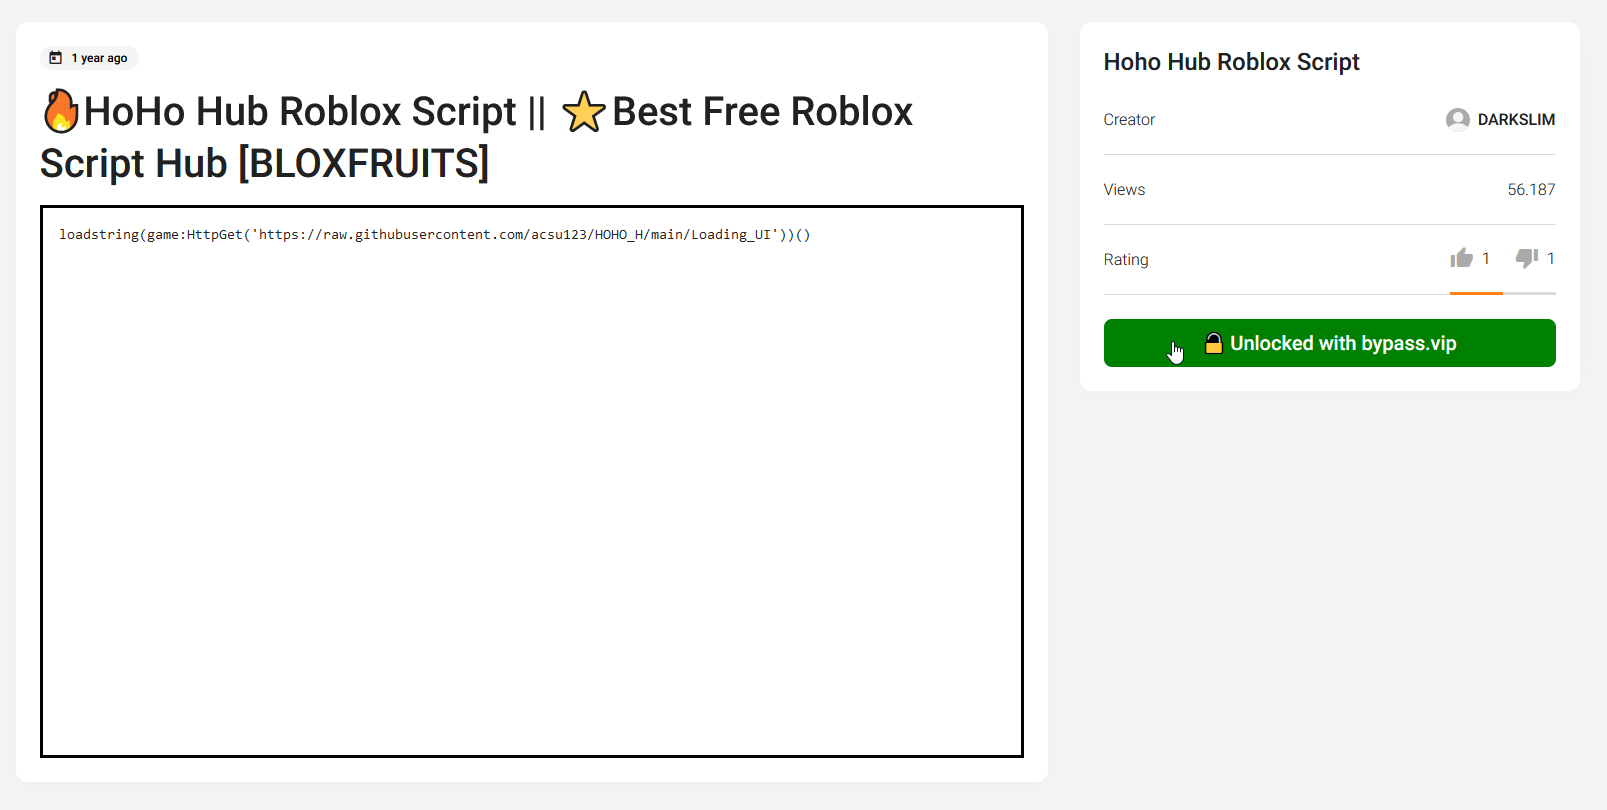 1 year ago
🔥HoHo Hub Roblox Script || ⭐Best Free Roblox
Script Hub [BLOXFRUITS]
loadstring(game:HttpGet('https://raw.githubusercontent.com/acsu123/HOHO_H/main/Loading_UI'))()
Hoho Hub Roblox Script
Creator DARKSLIM
Views 56.187
Rating 1 1
🔒 Unlocked with bypass.vip